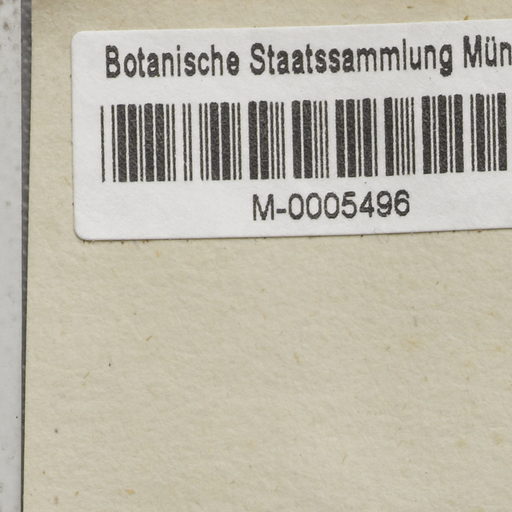 Botanische Staatssammlung Mün
M-0005496